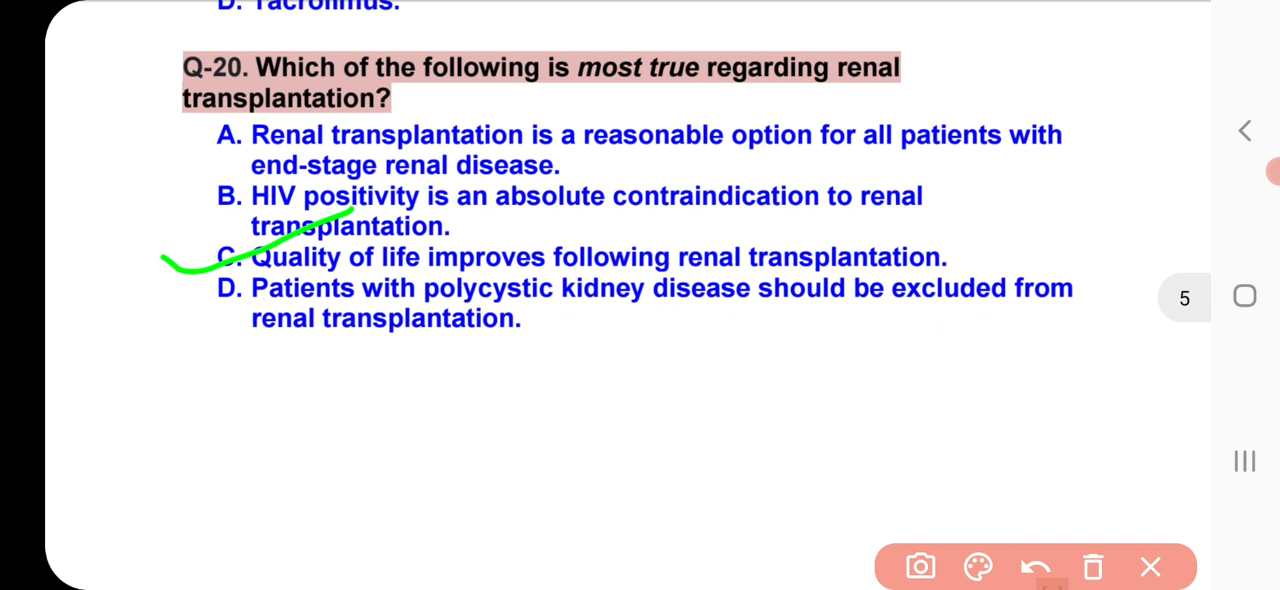 D. Tacrolimus.
Q-20. Which of the following is most true regarding renal
transplantation?
A. Renal transplantation is a reasonable option for all patients with
end-stage renal disease.
B. HIV positivity is an absolute contraindication to renal
transplantation.
C. Quality of life improves following renal transplantation.
D. Patients with polycystic kidney disease should be excluded from
renal transplantation.
5